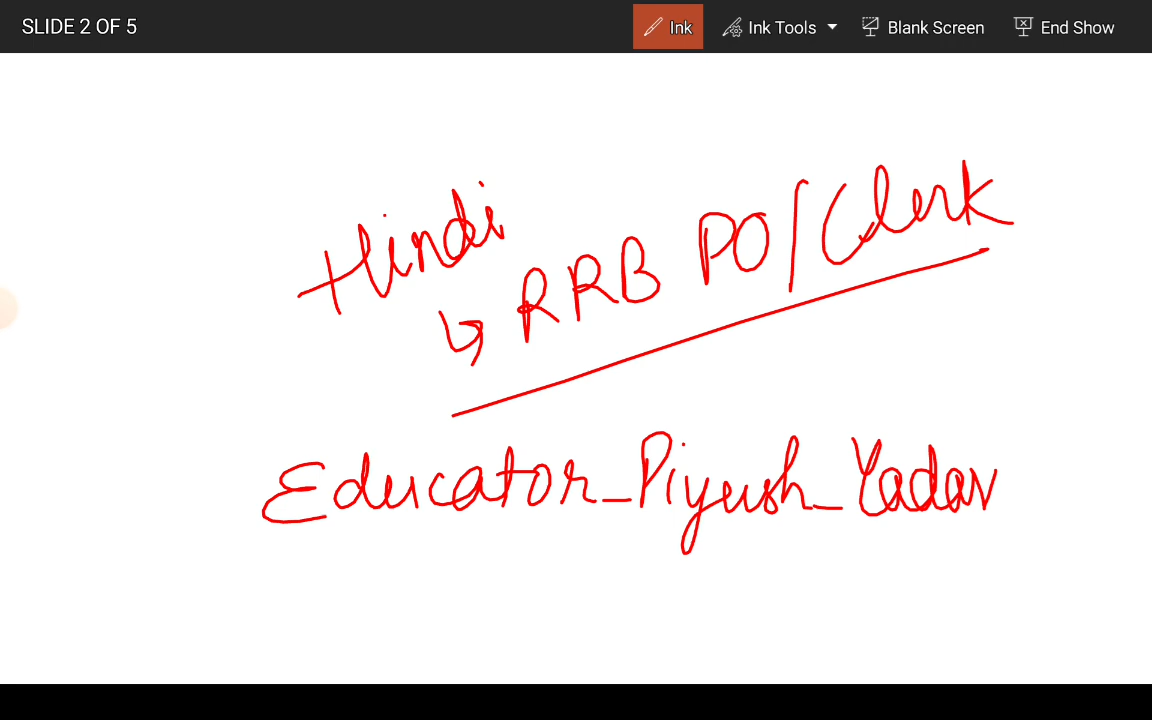 SLIDE 2 OF 5 Ink Ink Tools Blank Screen End Show
Hindi
↳ RRB PO/Clerk
Educator_Piyush_Yadav